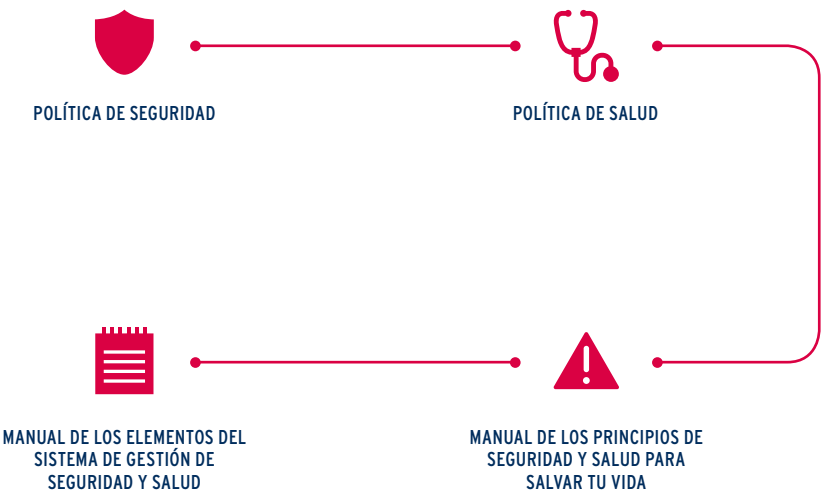 POLÍTICA DE SEGURIDAD
POLÍTICA DE SALUD
MANUAL DE LOS ELEMENTOS DEL
SISTEMA DE GESTIÓN DE
SEGURIDAD Y SALUD
MANUAL DE LOS PRINCIPIOS DE
SEGURIDAD Y SALUD PARA
SALVAR TU VIDA